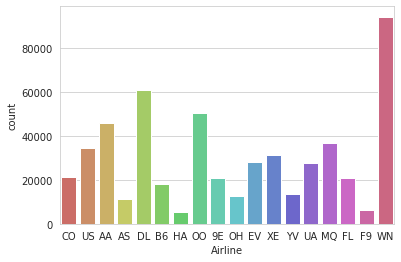 80000
60000
40000
20000
0
count
CO US AA AS DL B6 HA OO 9E OH EV XE YV UA MQ FL F9 WN
Airline